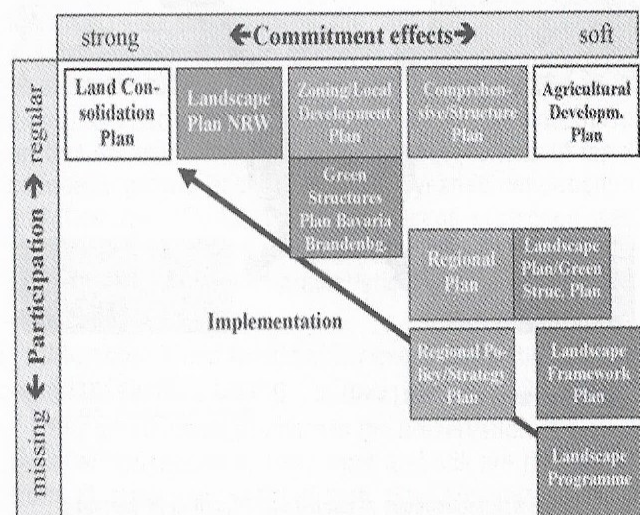 strong ←Commitment effects→ soft
missing ← Participation → regular
Land Con-
solidation
Plan
Landscape
Plan NRW
Zoning/Local
Development
Plan
Comprehen-
sive/Structure
Plan
Agricultural
Developm.
Plan
Green
Structures
Plan Bavaria
Brandenbg.
Regional
Plan
Landscape
Plan/Green
Struc. Plan
Implementation
Regional Po-
licy/Strategy
Plan
Landscape
Framework
Plan
Landscape
Programme